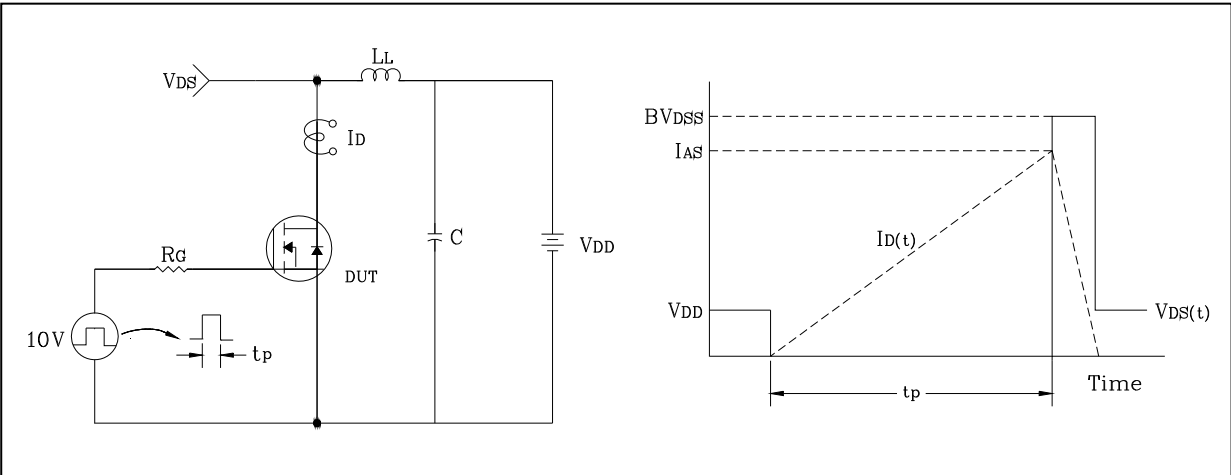 LL
VDS
ID
RG
C
VDD
DUT
10V
tp
BVDSS
IAS
ID(t)
VDD
VDS(t)
Time
tp